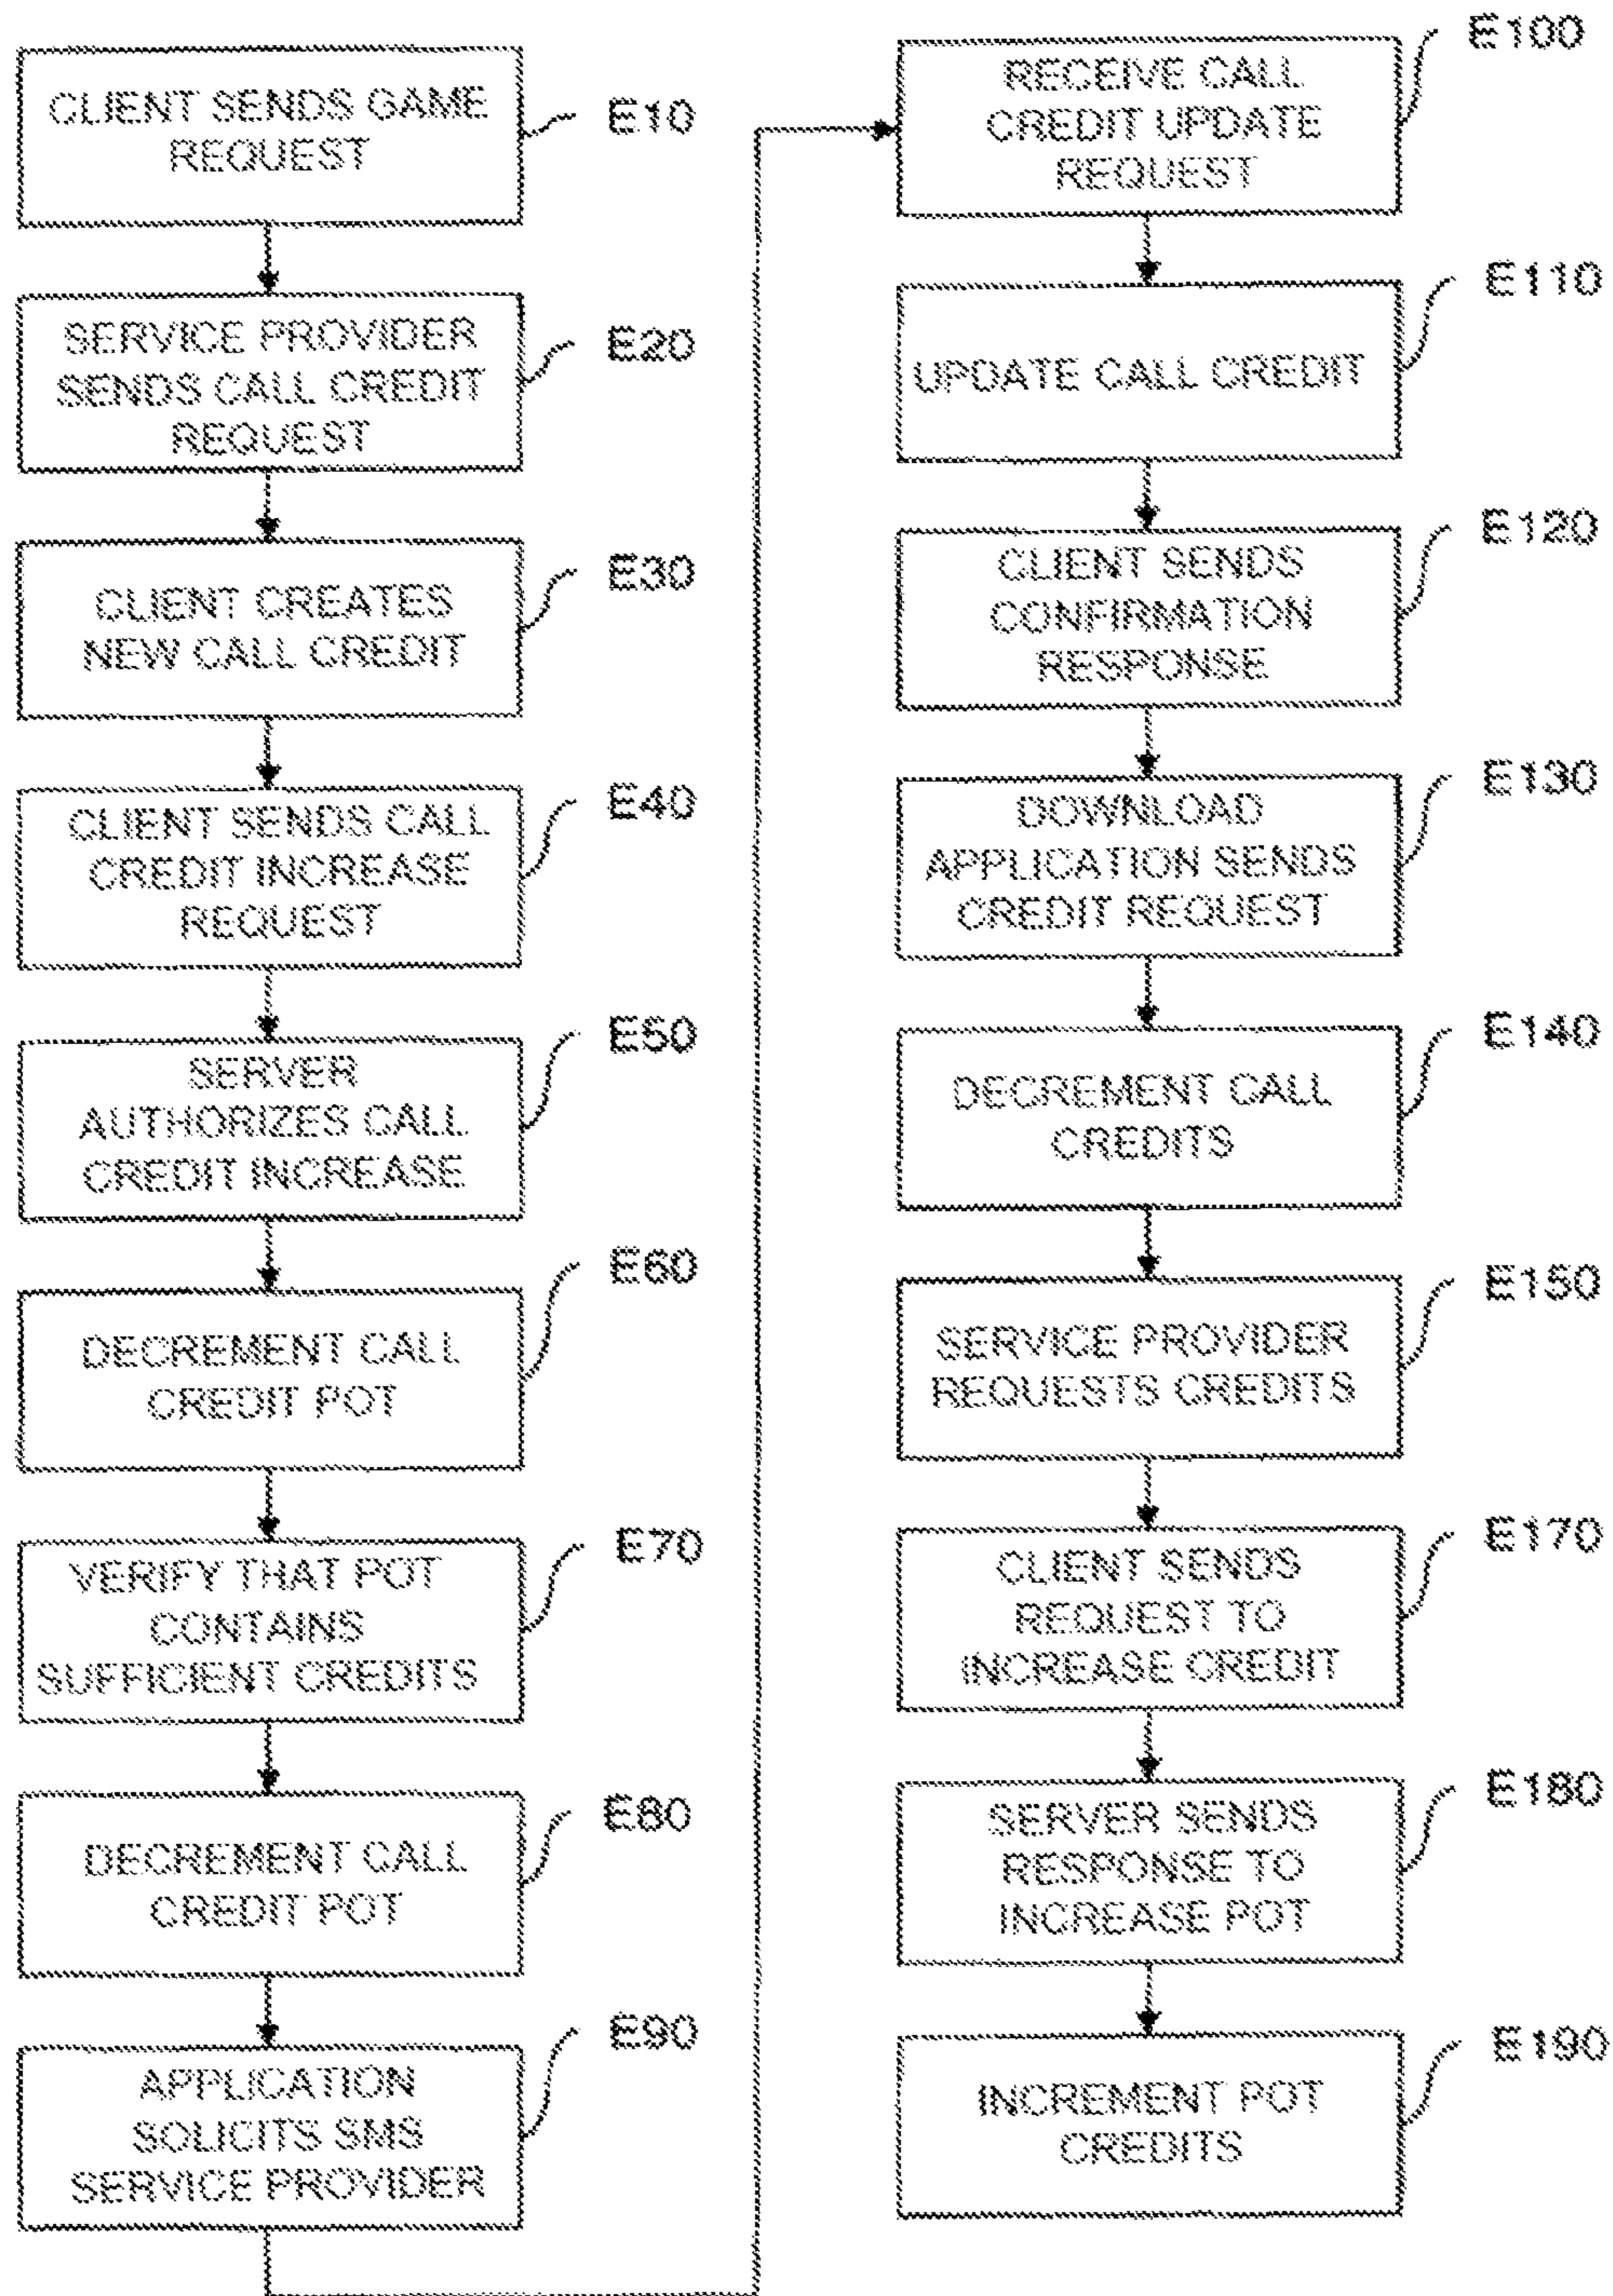 CLIENT SENDS GAME
REQUEST
E10
SERVICE PROVIDER
SENDS CALL CREDIT
REQUEST
E20
CLIENT CREATES
NEW CALL CREDIT
E30
CLIENT SENDS CALL
CREDIT INCREASE
REQUEST
E40
SERVER
AUTHORIZES CALL
CREDIT INCREASE
E50
DECREMENT CALL
CREDIT POT
E60
VERIFY THAT POT
CONTAINS
SUFFICIENT CREDITS
E70
DECREMENT CALL
CREDIT POT
E80
APPLICATION
SOLICITS SMS
SERVICE PROVIDER
E90
RECEIVE CALL
CREDIT UPDATE
REQUEST
E100
UPDATE CALL CREDIT
E110
CLIENT SENDS
CONFIRMATION
RESPONSE
E120
DOWNLOAD
APPLICATION SENDS
CREDIT REQUEST
E130
DECREMENT CALL
CREDITS
E140
SERVICE PROVIDER
REQUESTS CREDITS
E150
CLIENT SENDS
REQUEST TO
INCREASE CREDIT
E170
SERVER SENDS
RESPONSE TO
INCREASE POT
E180
INCREMENT POT
CREDITS
E190